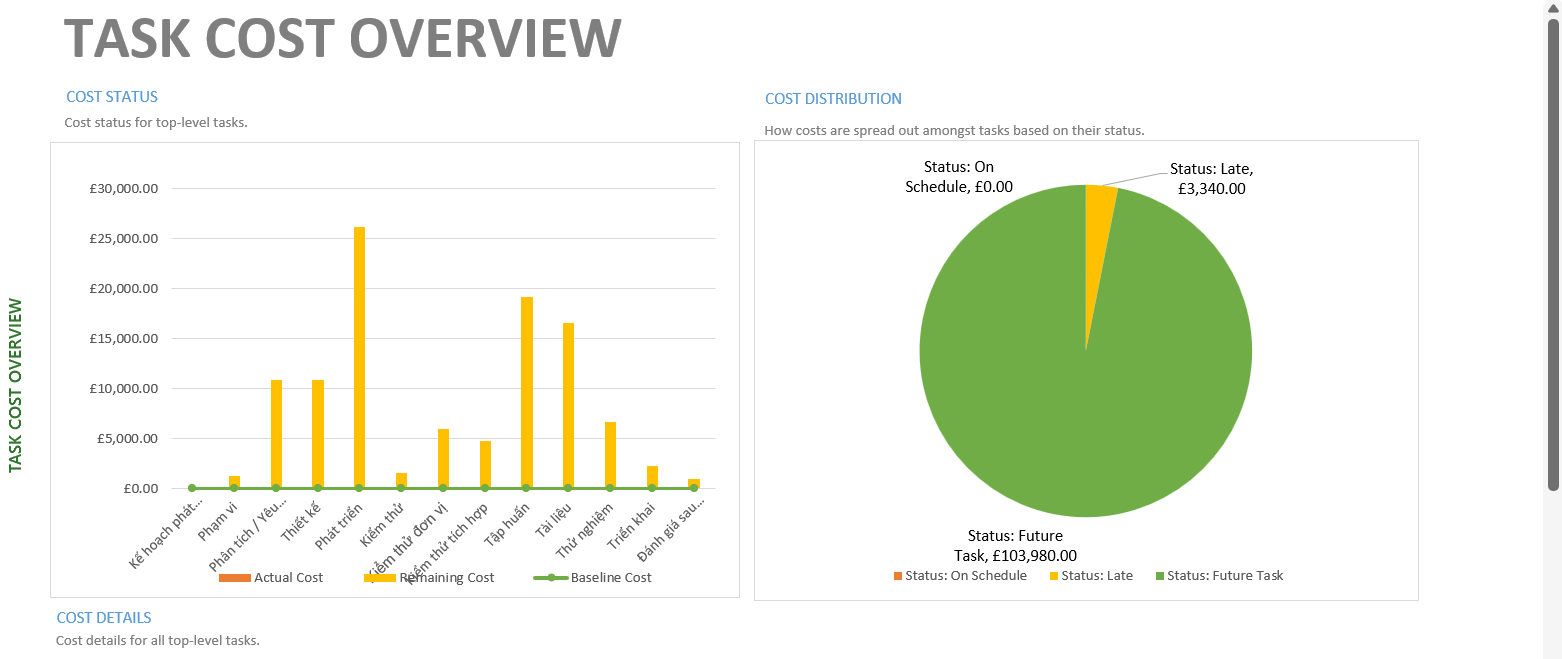 TASK COST OVERVIEW
TASK COST OVERVIEW
COST STATUS
Cost status for top-level tasks.
£30,000.00
£25,000.00
£20,000.00
£15,000.00
£10,000.00
£5,000.00
£0.00
Kế hoạch phát...
Phạm vi
Phân tích / Yêu...
Thiết kế
Phát triển
Kiểm thử
Kiểm thử đơn vị
Kiểm thử tích hợp
Tập huấn
Tài liệu
Thử nghiệm
Triển khai
Đánh giá sau...
Actual Cost
Remaining Cost
Baseline Cost
COST DISTRIBUTION
How costs are spread out amongst tasks based on their status.
Status: On
Schedule, £0.00
Status: Late,
£3,340.00
Status: Future
Task, £103,980.00
Status: On Schedule
Status: Late
Status: Future Task
COST DETAILS
Cost details for all top-level tasks.